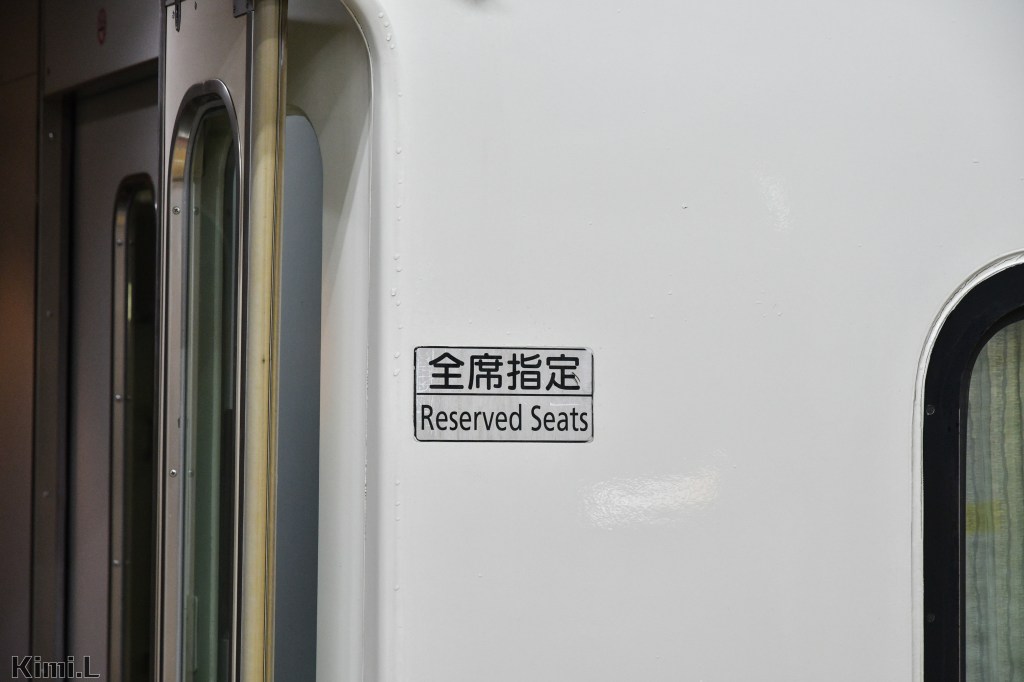 全席指定
Reserved Seats
Kimi.L